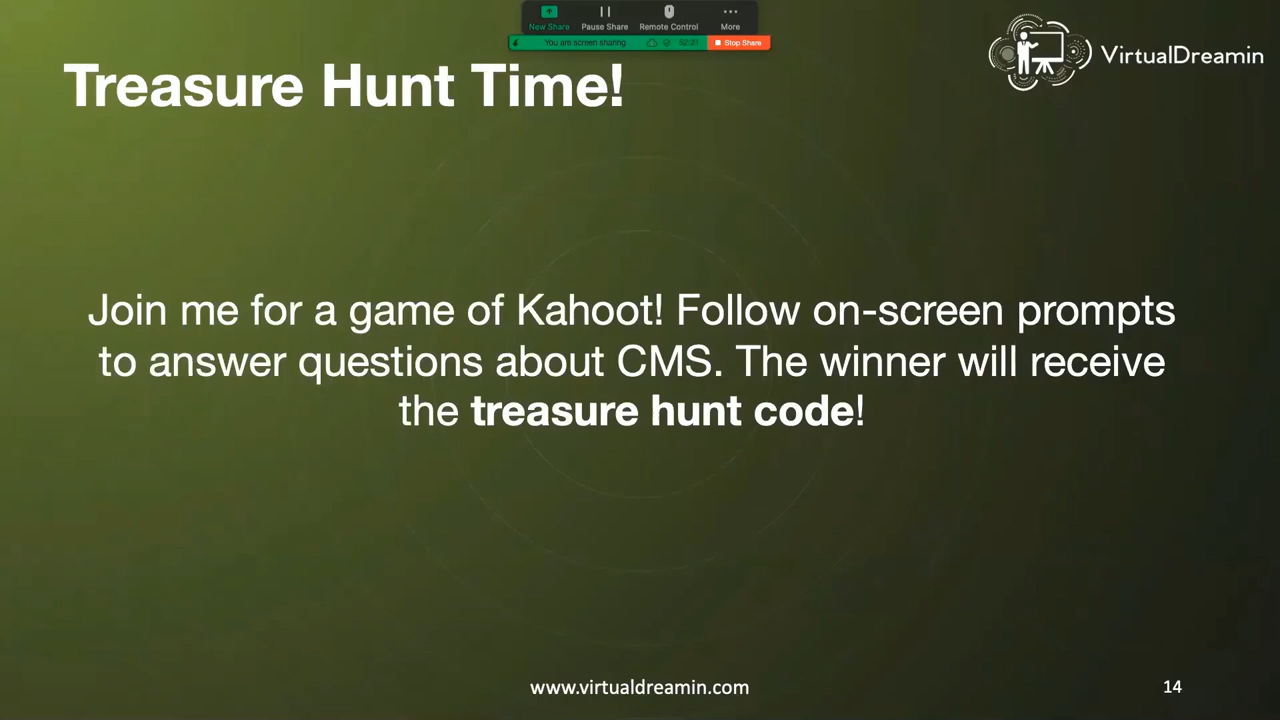 New Share
Pause Share
Remote Control
More
You are screen sharing
52:21
Stop Share
VirtualDreamin
Treasure Hunt Time!
Join me for a game of Kahoot! Follow on-screen prompts
to answer questions about CMS. The winner will receive
the treasure hunt code!
www.virtualdreamin.com
14